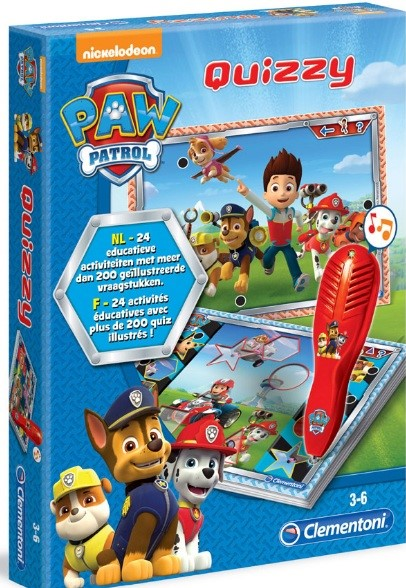 nickelodeon
Quizzy
PAW
PATROL
NL - 24
educatieve
activiteiten met meer
dan 200 geïllustreerde
vraagstukken.
F - 24 activités
éducatives avec
plus de 200 quiz
illustrés !
Quizzy
3-6
Clementoni
3-6
Clementoni